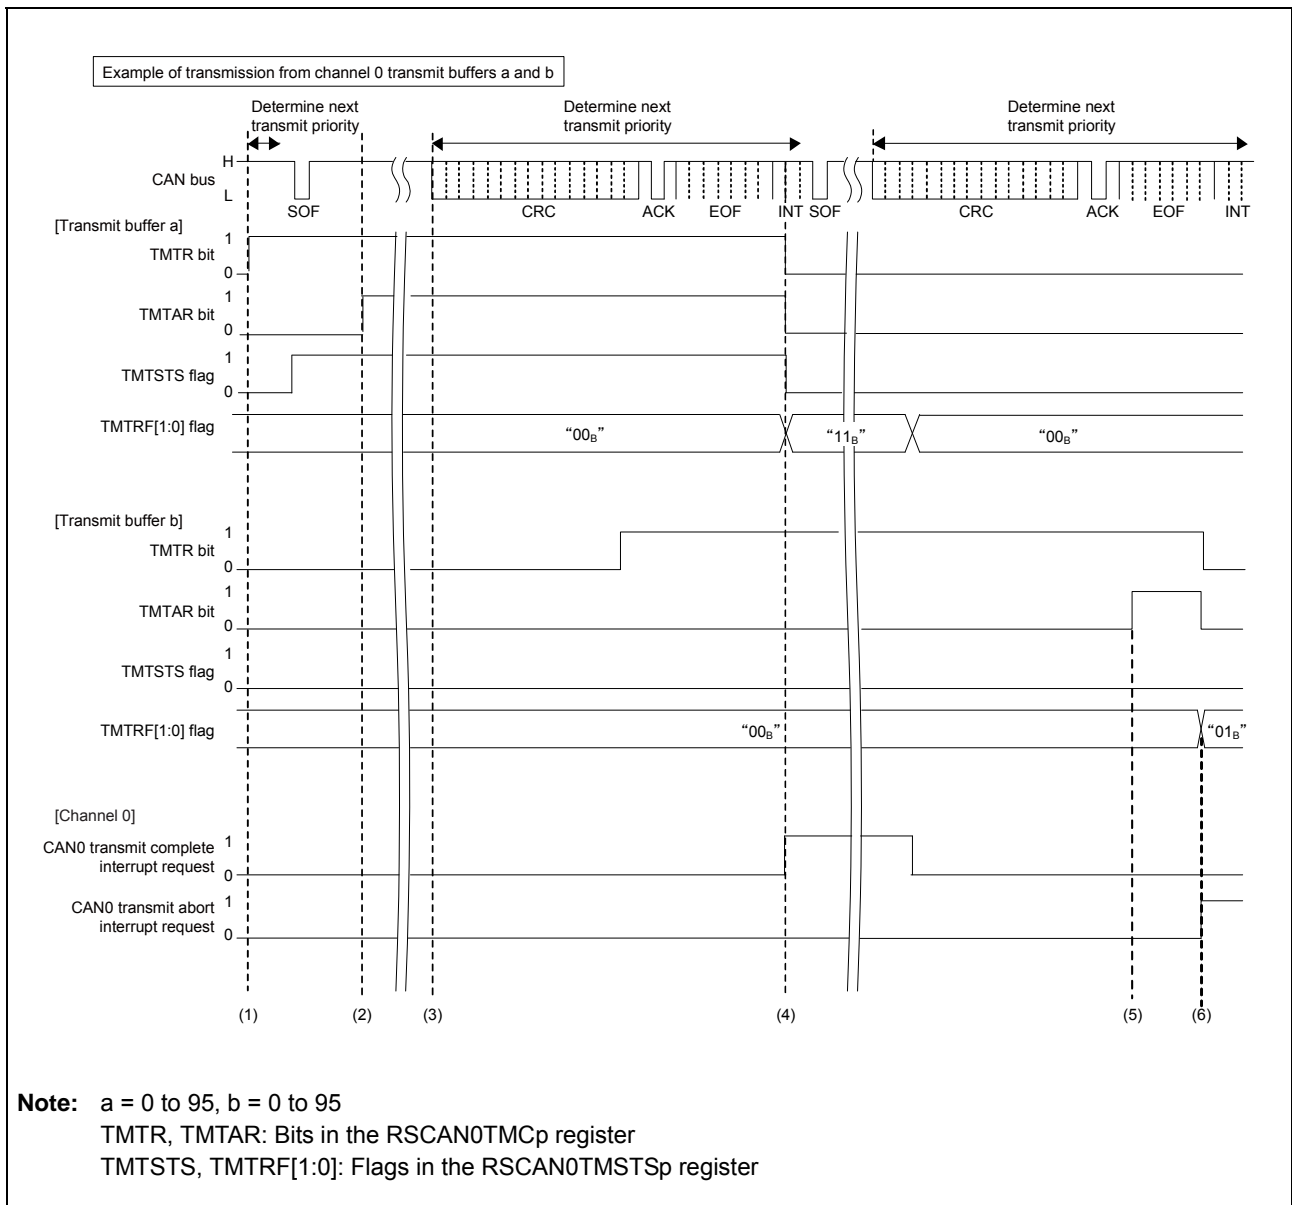 Example of transmission from channel 0 transmit buffers a and b
Determine next
transmit priority
Determine next
transmit priority
Determine next
transmit priority
H
CAN bus
L
SOF
CRC
ACK
EOF
INT
SOF
CRC
ACK
EOF
INT
[Transmit buffer a]
1
TMTR bit
0
1
TMTAR bit
0
1
TMTSTS flag
0
TMTRF[1:0] flag
“00B”
“11B”
“00B”
[Transmit buffer b]
1
TMTR bit
0
1
TMTAR bit
0
1
TMTSTS flag
0
TMTRF[1:0] flag
“00B”
“01B”
[Channel 0]
CAN0 transmit complete
interrupt request
1
0
CAN0 transmit abort
interrupt request
1
0
(1)
(2)
(3)
(4)
(5)
(6)
Note: a = 0 to 95, b = 0 to 95
TMTR, TMTAR: Bits in the RSCAN0TMCp register
TMTSTS, TMTRF[1:0]: Flags in the RSCAN0TMSTSp register